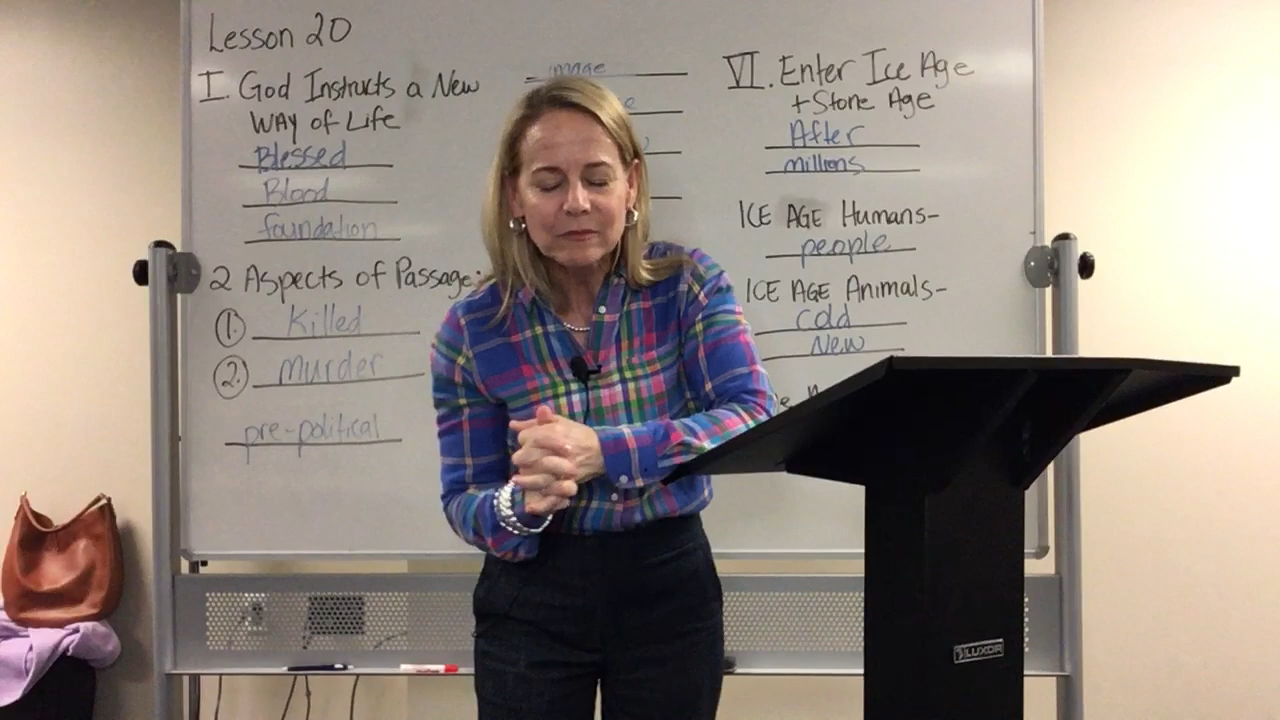 Lesson 20
I. God Instructs a New
WAY of Life
Blessed
Blood
foundation
2 Aspects of Passage:
1. Killed
2. Murder
pre-political
image
VI. Enter Ice Age
+ Stone Age
After
millions
ICE AGE Humans-
people
ICE AGE Animals-
Cold
New
LUXOR